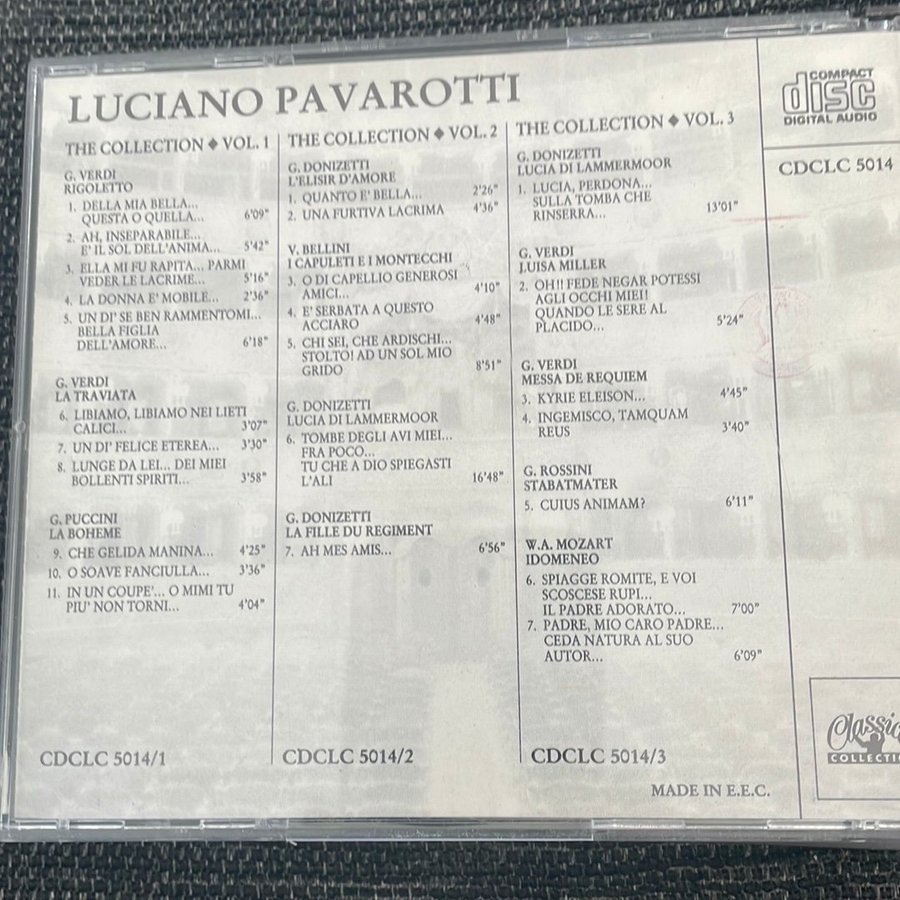 LUCIANO PAVAROTTI
THE COLLECTION ◆ VOL. 1
G. VERDI
RIGOLETTO
1. DELLA MIA BELLA...
QUESTA O QUELLA... 6'09"
2. AH, INSEPARABILE...
E' IL SOL DELL'ANIMA... 5'42"
3. ELLA MI FU RAPITA... PARMI
VEDER LE LACRIME... 5'16"
4. LA DONNA E' MOBILE... 2'36"
5. UN DI' SE BEN RAMMENTOMI...
BELLA FIGLIA
DELL'AMORE... 6'18"
G. VERDI
LA TRAVIATA
6. LIBIAMO, LIBIAMO NEI LIETI
CALICI... 3'07"
7. UN DI' FELICE ETEREA... 3'30"
8. LUNGE DA LEI... DEI MIEI
BOLLENTI SPIRITI... 3'58"
G. PUCCINI
LA BOHEME
9. CHE GELIDA MANINA... 4'25"
10. O SOAVE FANCIULLA... 3'36"
11. IN UN COUPE'... O MIMI TU
PIU' NON TORNI... 4'04"
CDCLC 5014/1
THE COLLECTION ◆ VOL. 2
G. DONIZETTI
L'ELISIR D'AMORE
1. QUANTO E' BELLA... 2'26"
2. UNA FURTIVA LACRIMA 4'36"
V. BELLINI
I CAPULETI E I MONTECCHI
3. O DI CAPELLIO GENEROSI
AMICI... 4'10"
4. E' SERBATA A QUESTO
ACCIARO 4'48"
5. CHI SEI, CHE ARDISCHI...
STOLTO! AD UN SOL MIO
GRIDO 8'51"
G. DONIZETTI
LUCIA DI LAMMERMOOR
6. TOMBE DEGLI AVI MIEI...
FRA POCO...
TU CHE A DIO SPIEGASTI
L'ALI 16'48"
G. DONIZETTI
LA FILLE DU REGIMENT
7. AH MES AMIS... 6'56"
CDCLC 5014/2
THE COLLECTION ◆ VOL. 3
G. DONIZETTI
LUCIA DI LAMMERMOOR
1. LUCIA, PERDONA...
SULLA TOMBA CHE
RINSERRA... 13'01"
G. VERDI
LUISA MILLER
2. OH!! FEDE NEGAR POTESSI
AGLI OCCHI MIEI!
QUANDO LE SERE AL
PLACIDO... 5'24"
G. VERDI
MESSA DE REQUIEM
3. KYRIE ELEISON... 4'45"
4. INGEMISCO, TAMQUAM
REUS 3'40"
G. ROSSINI
STABATMATER
5. CUIUS ANIMAM? 6'11"
W.A. MOZART
IDOMENEO
6. SPIAGGE ROMITE, E VOI
SCOSCESE RUPI...
IL PADRE ADORATO... 7'00"
7. PADRE, MIO CARO PADRE...
CEDA NATURA AL SUO
AUTOR... 6'09"
CDCLC 5014/3
MADE IN E.E.C.
COMPACT
disc
DIGITAL AUDIO
CDCLC 5014